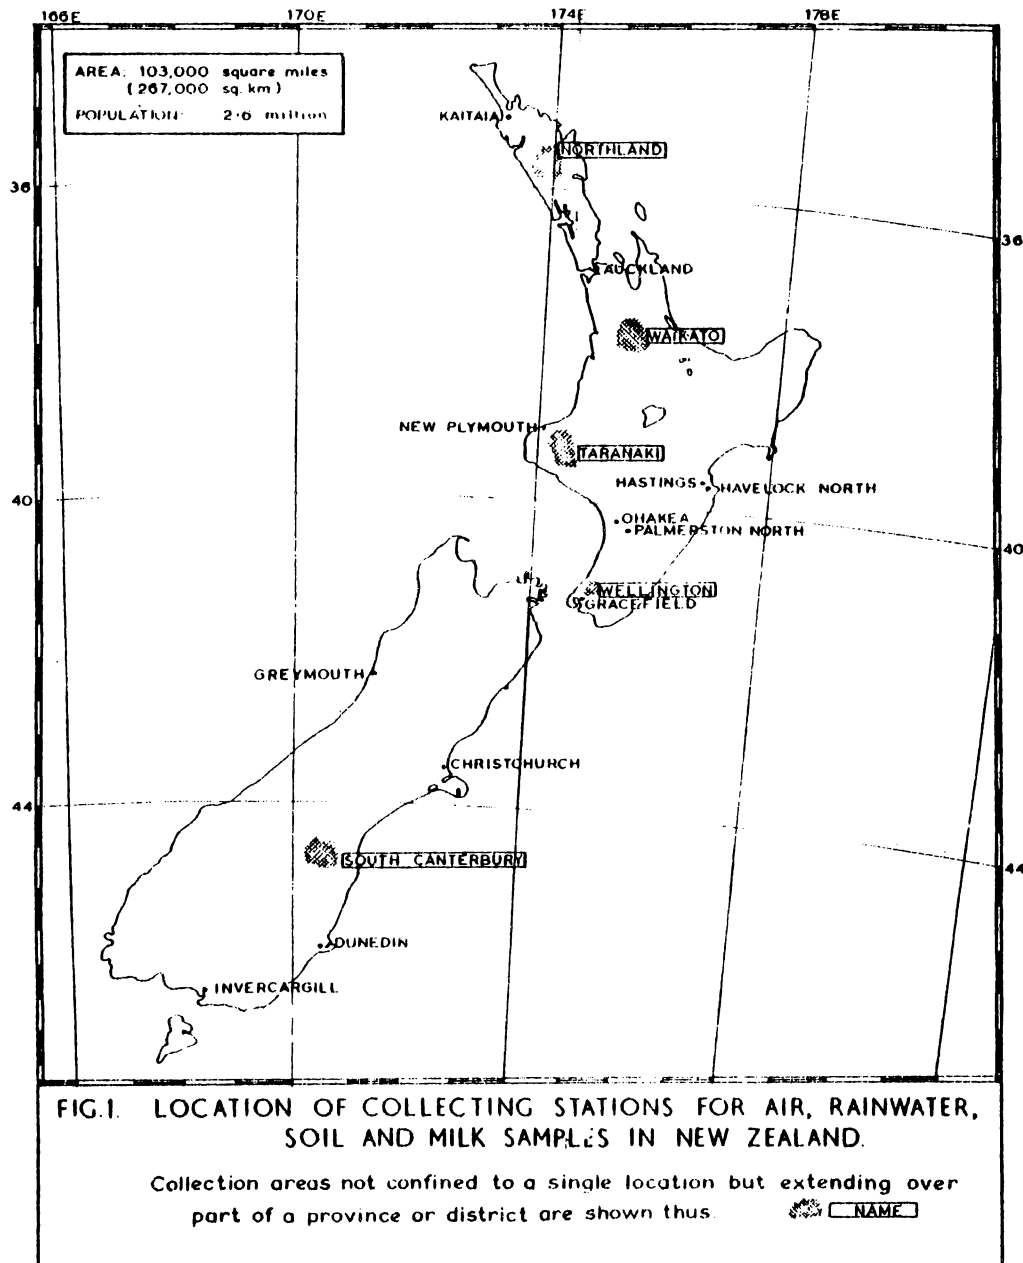 166E 170E 174E 178E
AREA: 103,000 square miles
(267,000 sq. km)
POPULATION: 2·6 million
KAITAIA
NORTHLAND
36
36
AUCKLAND
WAIKATO
NEW PLYMOUTH
TARANAKI
HASTINGS
HAVELOCK NORTH
40
OHAKEA
PALMERSTON NORTH
40
WELLINGTON
GRACEFIELD
GREYMOUTH
CHRISTCHURCH
44
SOUTH CANTERBURY
44
DUNEDIN
INVERCARGILL
FIG.1. LOCATION OF COLLECTING STATIONS FOR AIR, RAINWATER,
SOIL AND MILK SAMPLES IN NEW ZEALAND.
Collection areas not confined to a single location but extending over
part of a province or district are shown thus NAME